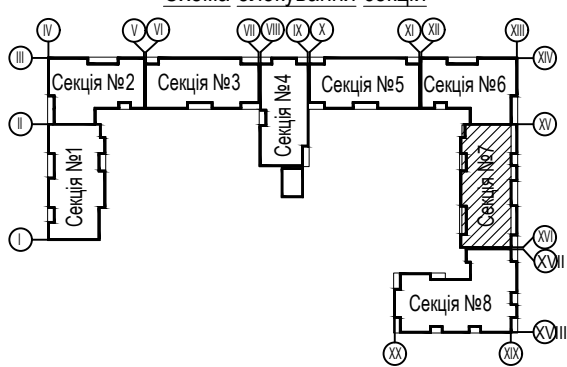 Схема блокування секцій
IV
V
VI
VII
VIII
IX
X
XI
XII
XIII
III
XIV
Секція №2
Секція №3
Секція №4
Секція №5
Секція №6
II
XV
Секція №1
Секція №7
I
XVI
XVII
Секція №8
XVIII
XX
XIX